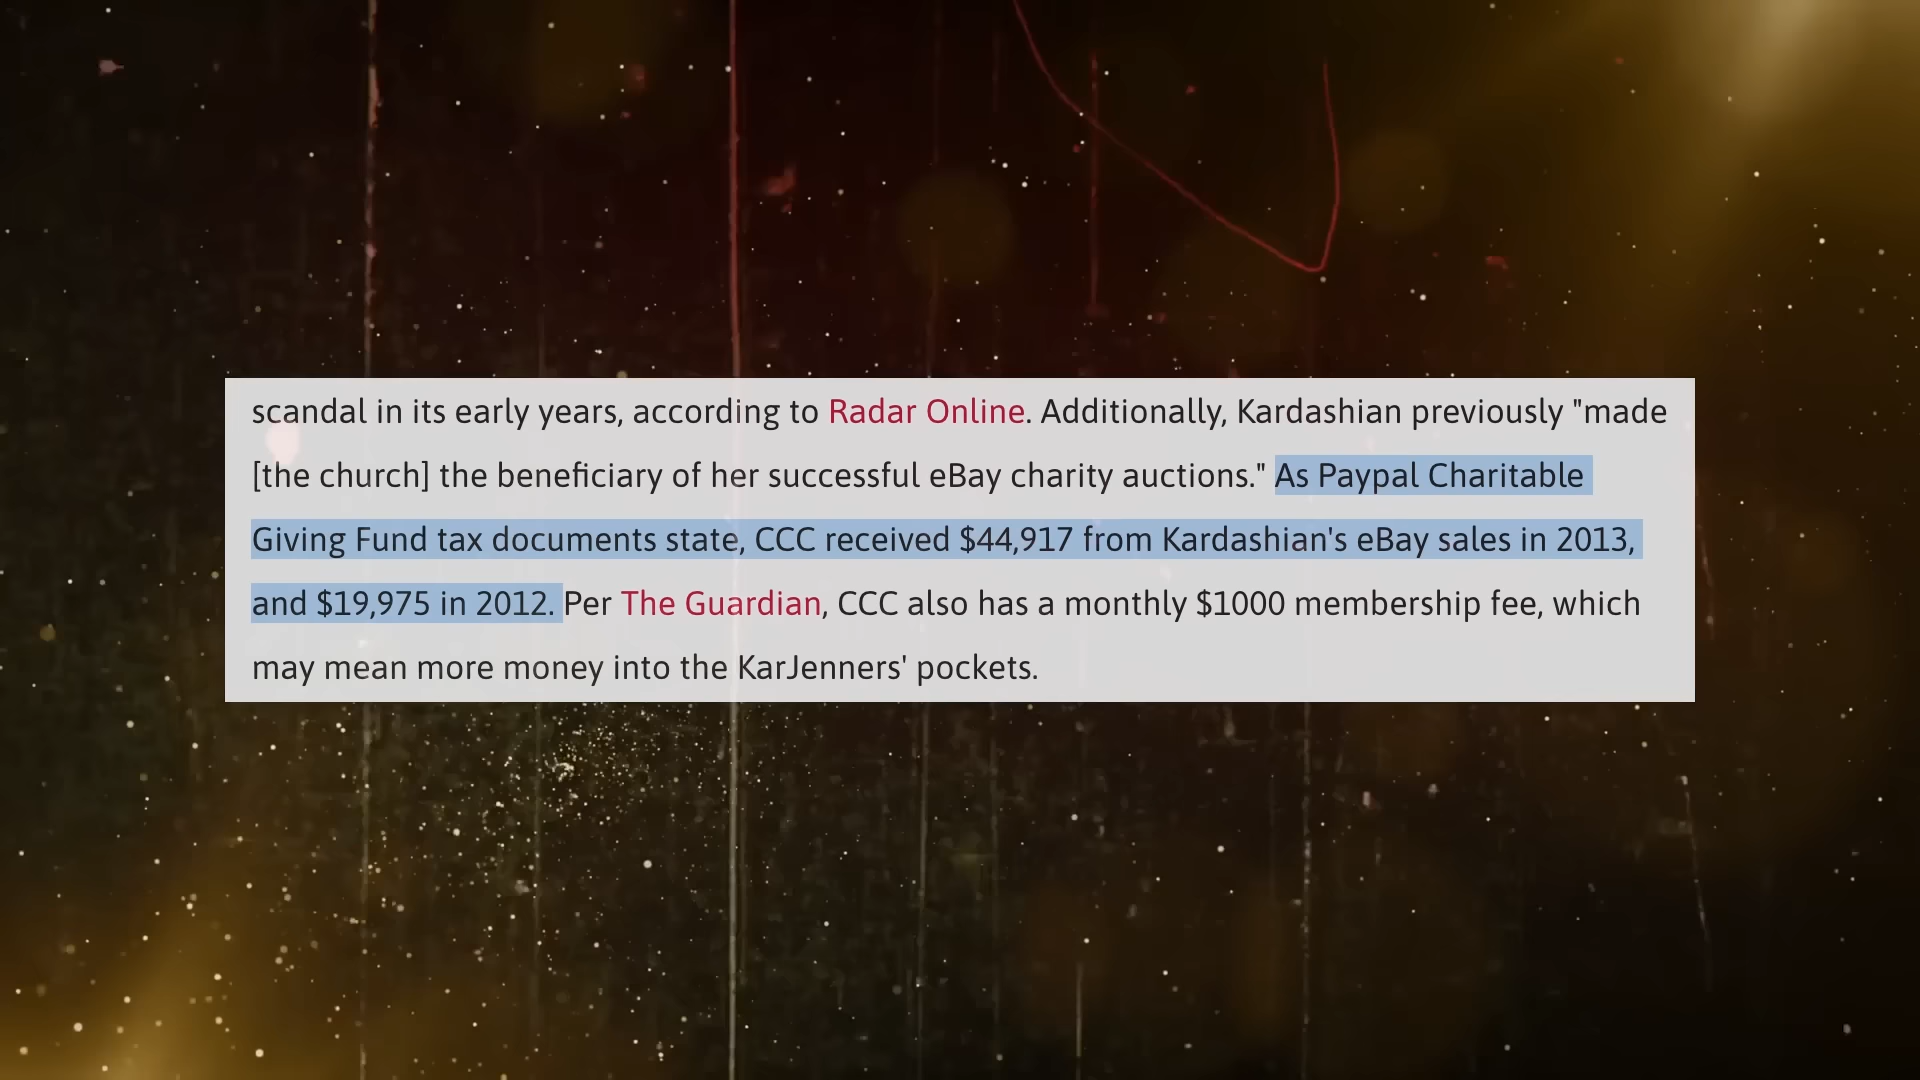 scandal in its early years, according to Radar Online. Additionally, Kardashian previously "made
[the church] the beneficiary of her successful eBay charity auctions." As Paypal Charitable
Giving Fund tax documents state, CCC received $44,917 from Kardashian's eBay sales in 2013,
and $19,975 in 2012. Per The Guardian, CCC also has a monthly $1000 membership fee, which
may mean more money into the KarJenners' pockets.